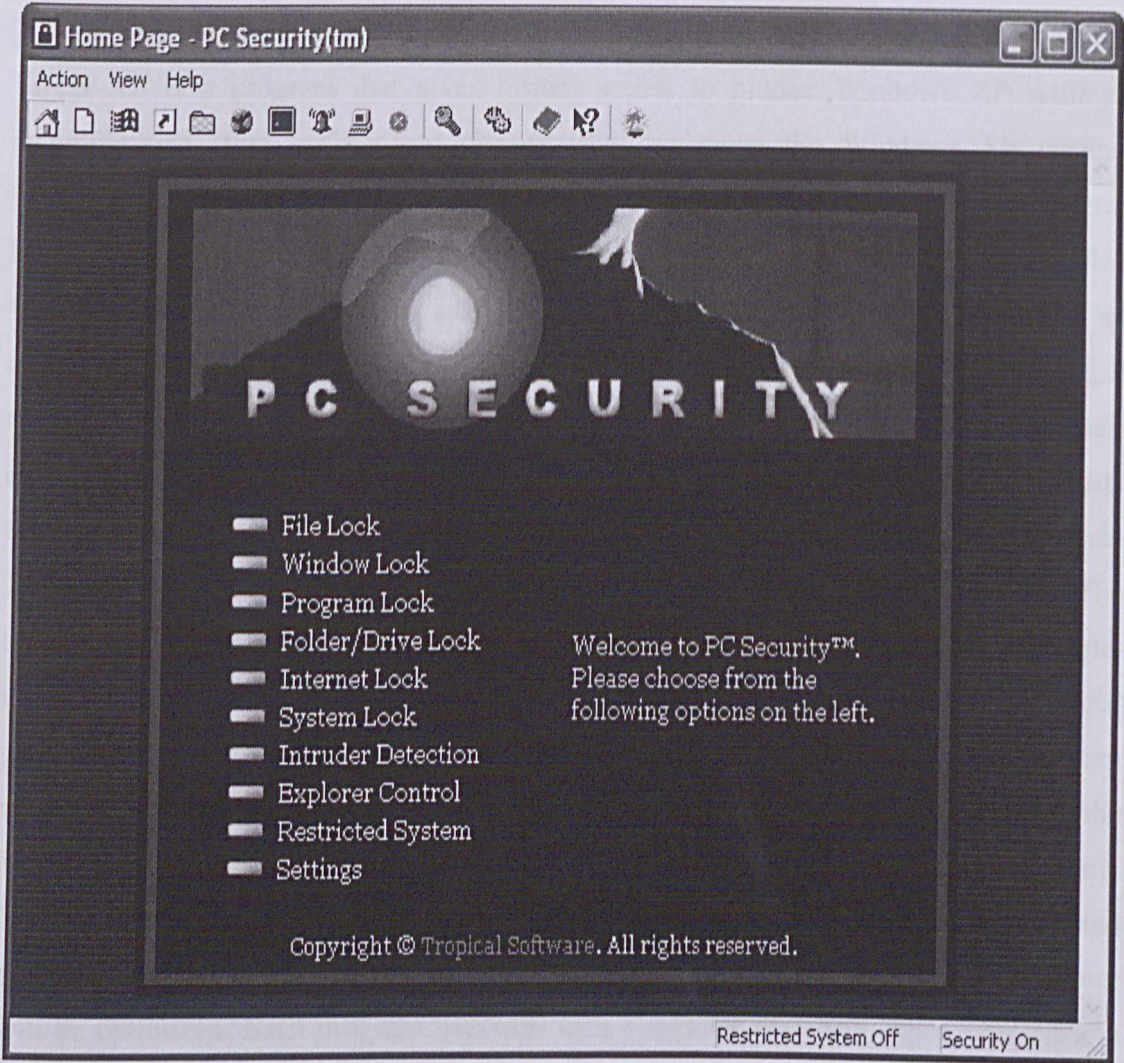 Home Page - PC Security(tm)
Action View Help
PC SECURITY
File Lock
Window Lock
Program Lock
Folder/Drive Lock
Internet Lock
System Lock
Intruder Detection
Explorer Control
Restricted System
Settings
Welcome to PC Security™.
Please choose from the
following options on the left.
Copyright © Tropical Software. All rights reserved.
Restricted System Off Security On